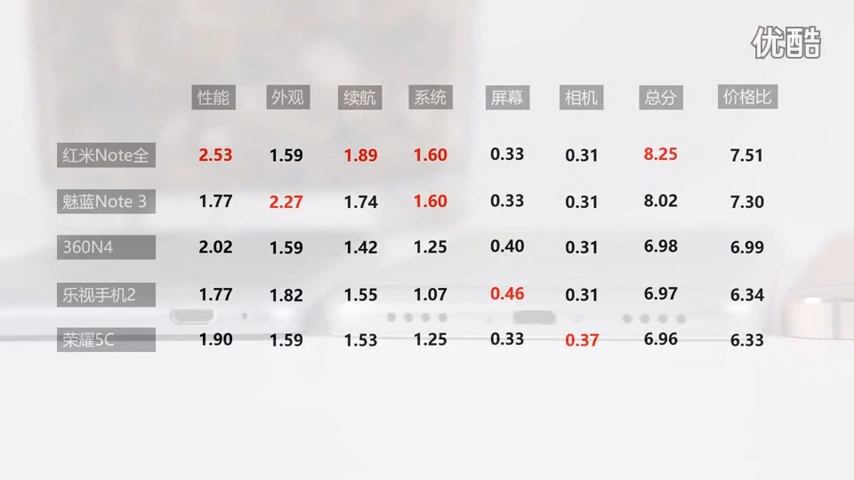 优酷
性能 外观 续航 系统 屏幕 相机 总分 价格比
红米Note全 2.53 1.59 1.89 1.60 0.33 0.31 8.25 7.51
魅蓝Note 3 1.77 2.27 1.74 1.60 0.33 0.31 8.02 7.30
360N4 2.02 1.59 1.42 1.25 0.40 0.31 6.98 6.99
乐视手机2 1.77 1.82 1.55 1.07 0.46 0.31 6.97 6.34
荣耀5C 1.90 1.59 1.53 1.25 0.33 0.37 6.96 6.33